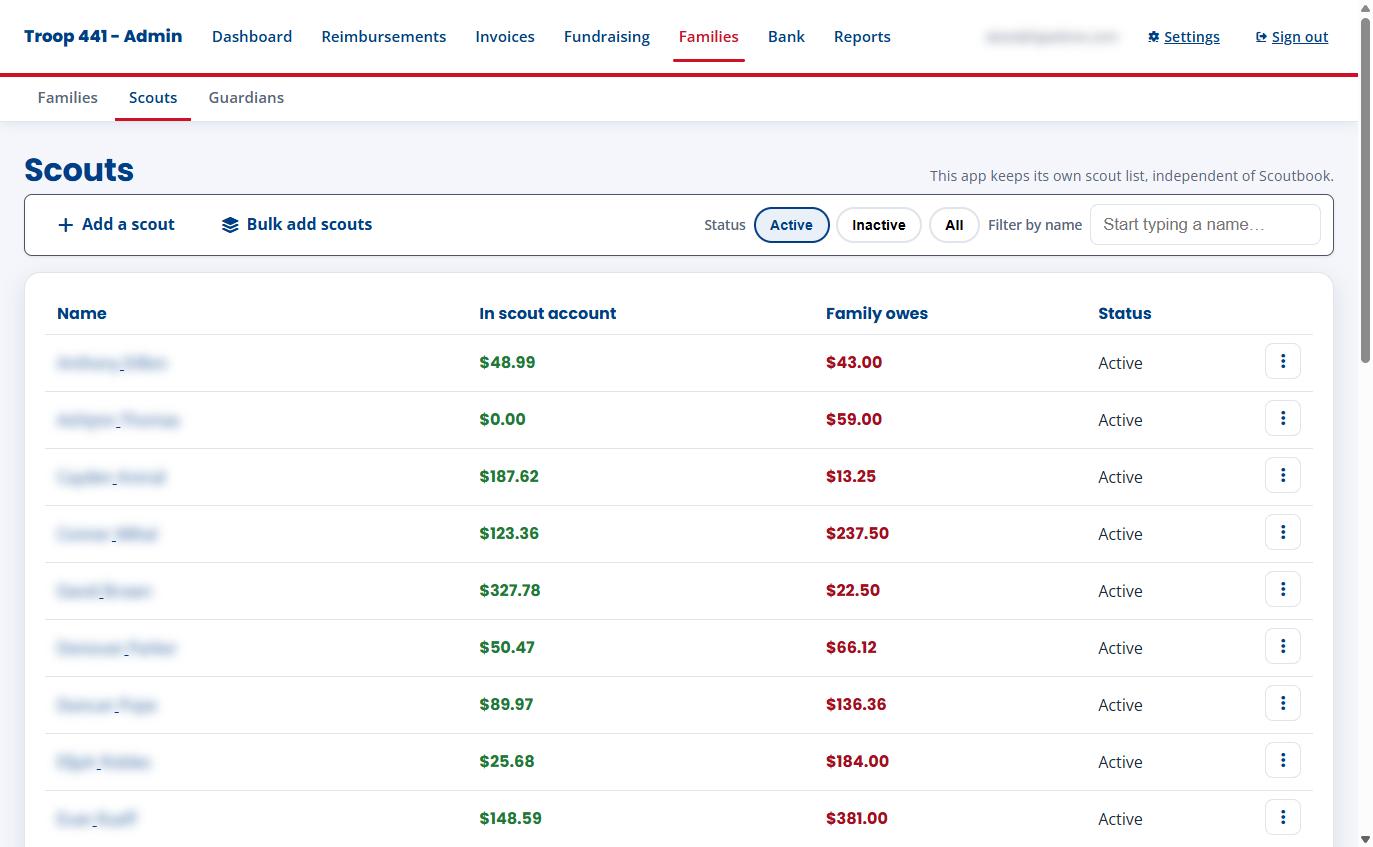 Troop 441 – Admin Dashboard Reimbursements Invoices Fundraising Families Bank Reports Settings Sign out
Families Scouts Guardians
Scouts This app keeps its own scout list, independent of Scoutbook.
Add a scout Bulk add scouts Status Active Inactive All Filter by name Start typing a name…
Name In scout account Family owes Status
$48.99 $43.00 Active
$0.00 $59.00 Active
$187.62 $13.25 Active
$123.36 $237.50 Active
$327.78 $22.50 Active
$50.47 $66.12 Active
$89.97 $136.36 Active
$25.68 $184.00 Active
$148.59 $381.00 Active